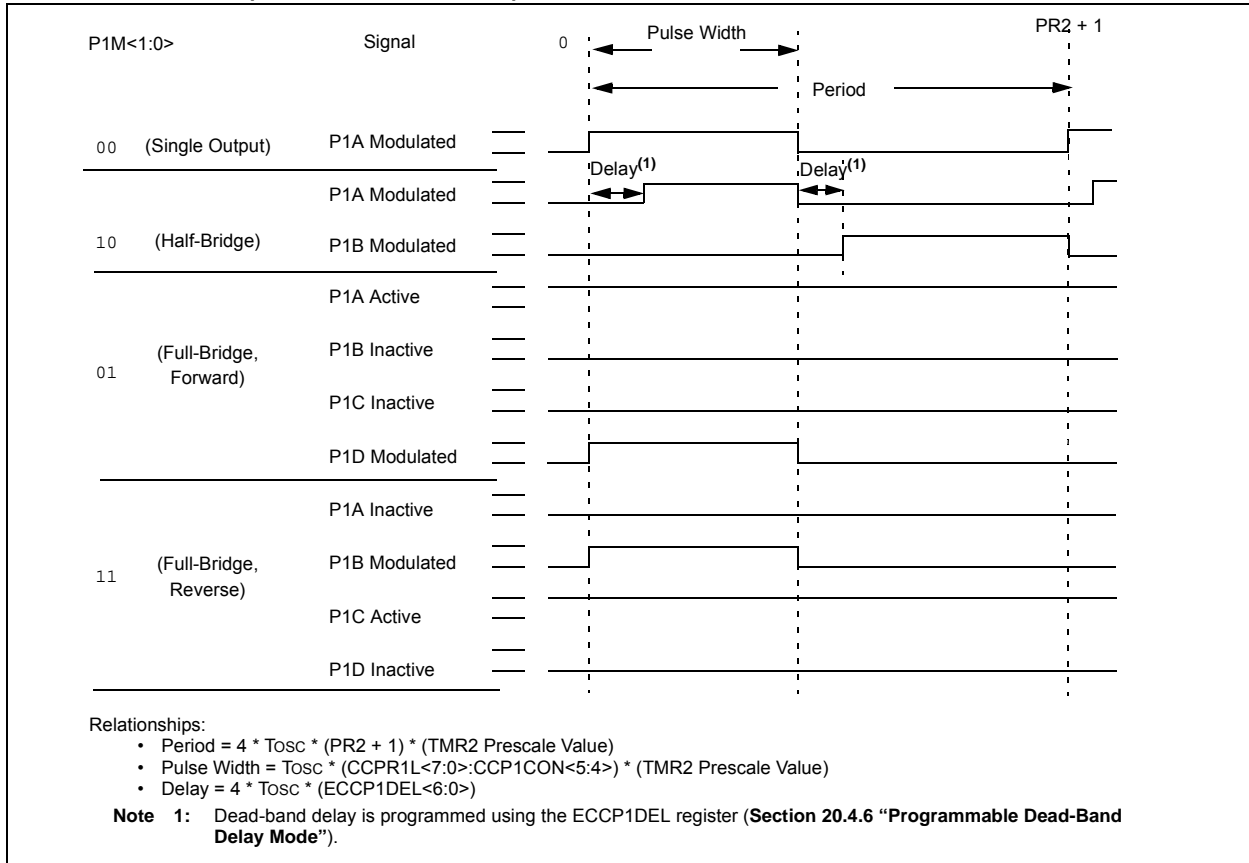 P1M<1:0> Signal 0 Pulse Width PR2 + 1
Period
00 (Single Output) P1A Modulated
Delay(1) Delay(1)
P1A Modulated
10 (Half-Bridge) P1B Modulated
P1A Active
01 (Full-Bridge, Forward) P1B Inactive
P1C Inactive
P1D Modulated
P1A Inactive
11 (Full-Bridge, Reverse) P1B Modulated
P1C Active
P1D Inactive
Relationships:
• Period = 4 * TOSC * (PR2 + 1) * (TMR2 Prescale Value)
• Pulse Width = TOSC * (CCPR1L<7:0>:CCP1CON<5:4>) * (TMR2 Prescale Value)
• Delay = 4 * TOSC * (ECCP1DEL<6:0>)
Note 1: Dead-band delay is programmed using the ECCP1DEL register (Section 20.4.6 “Programmable Dead-Band
Delay Mode”).